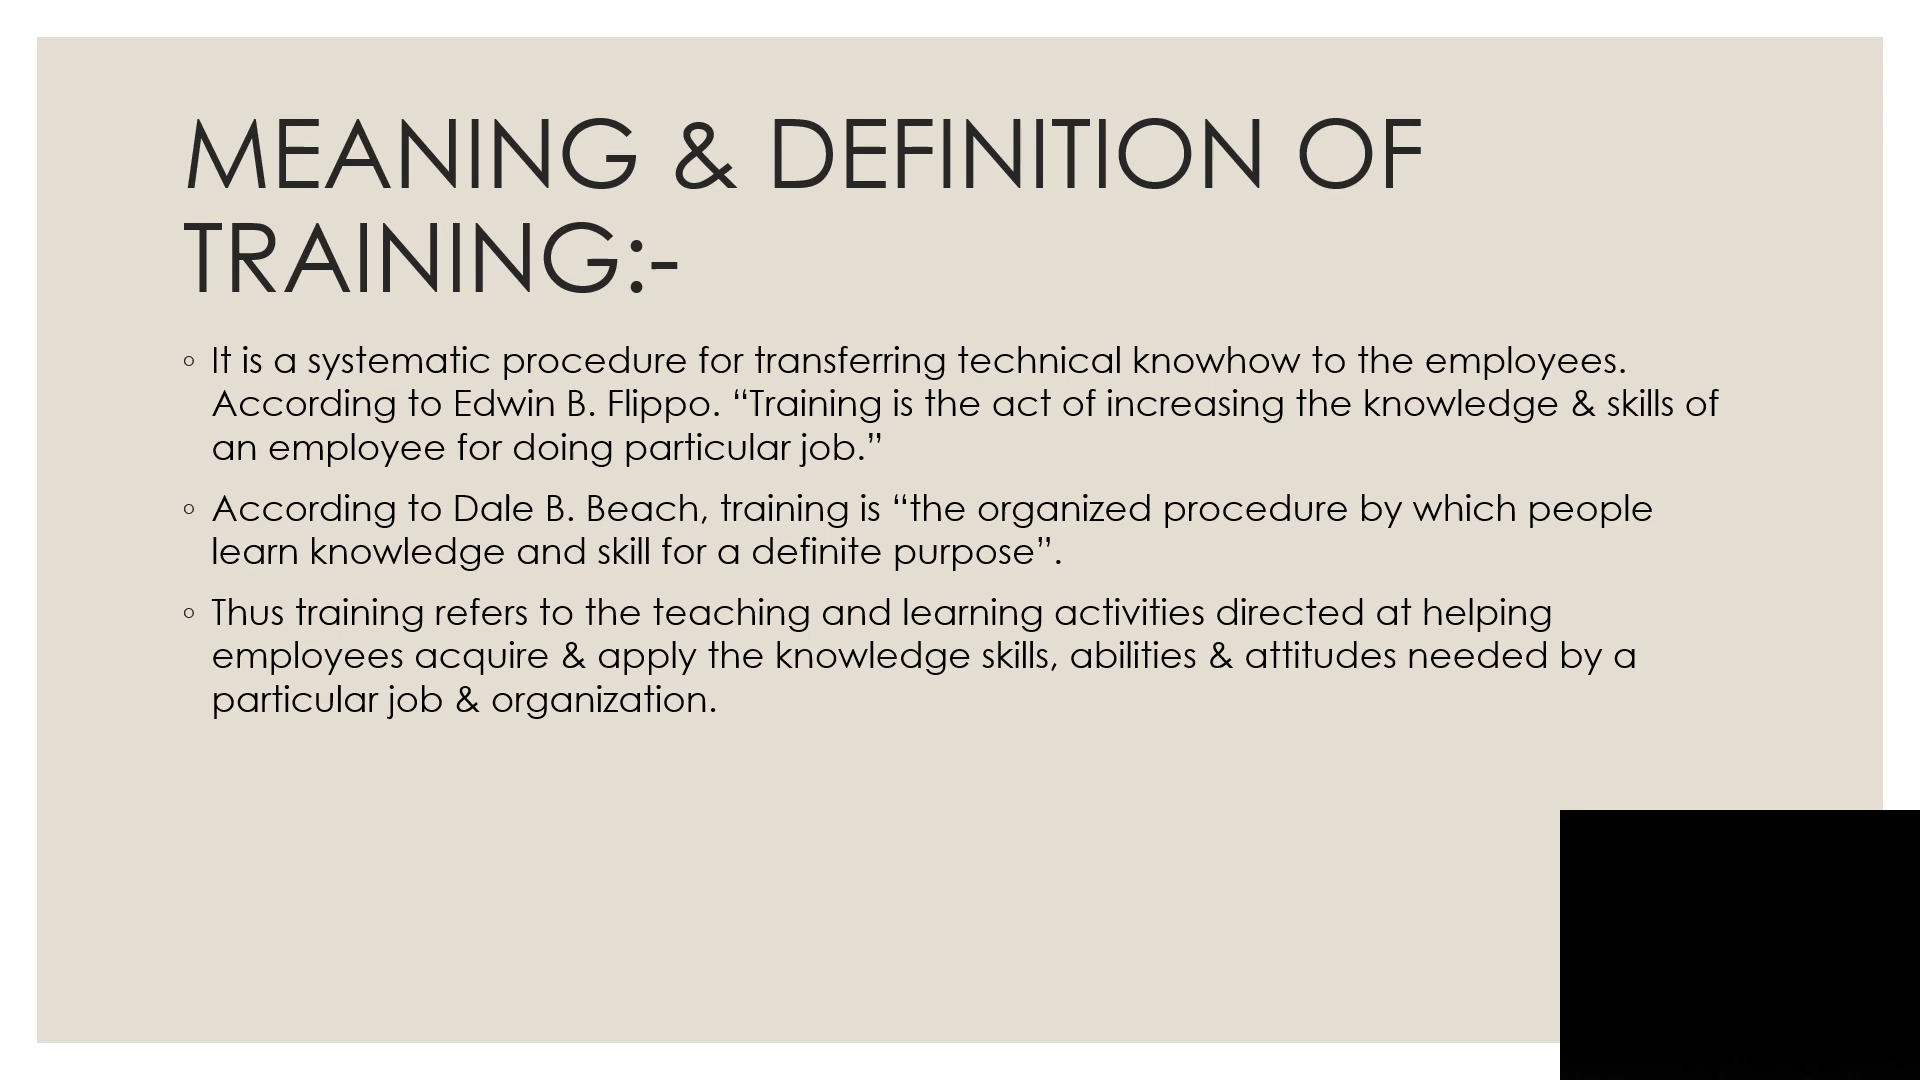 MEANING & DEFINITION OF
TRAINING:-
◦ It is a systematic procedure for transferring technical knowhow to the employees.
According to Edwin B. Flippo. “Training is the act of increasing the knowledge & skills of
an employee for doing particular job.”
◦ According to Dale B. Beach, training is “the organized procedure by which people
learn knowledge and skill for a definite purpose”.
◦ Thus training refers to the teaching and learning activities directed at helping
employees acquire & apply the knowledge skills, abilities & attitudes needed by a
particular job & organization.